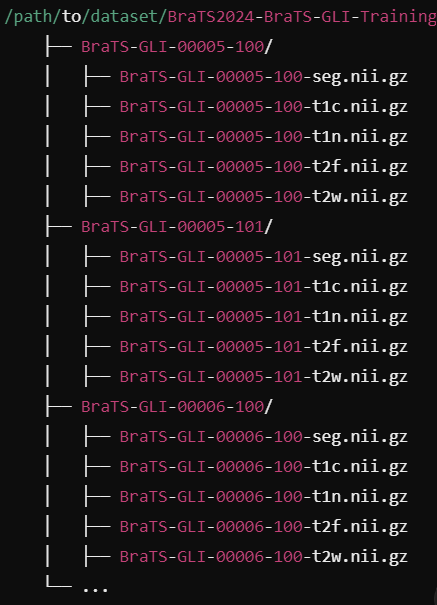 /path/to/dataset/BraTS2024-BraTS-GLI-Training
├── BraTS-GLI-00005-100/
│   ├── BraTS-GLI-00005-100-seg.nii.gz
│   ├── BraTS-GLI-00005-100-t1c.nii.gz
│   ├── BraTS-GLI-00005-100-t1n.nii.gz
│   ├── BraTS-GLI-00005-100-t2f.nii.gz
│   ├── BraTS-GLI-00005-100-t2w.nii.gz
├── BraTS-GLI-00005-101/
│   ├── BraTS-GLI-00005-101-seg.nii.gz
│   ├── BraTS-GLI-00005-101-t1c.nii.gz
│   ├── BraTS-GLI-00005-101-t1n.nii.gz
│   ├── BraTS-GLI-00005-101-t2f.nii.gz
│   ├── BraTS-GLI-00005-101-t2w.nii.gz
├── BraTS-GLI-00006-100/
│   ├── BraTS-GLI-00006-100-seg.nii.gz
│   ├── BraTS-GLI-00006-100-t1c.nii.gz
│   ├── BraTS-GLI-00006-100-t1n.nii.gz
│   ├── BraTS-GLI-00006-100-t2f.nii.gz
│   ├── BraTS-GLI-00006-100-t2w.nii.gz
└── ...